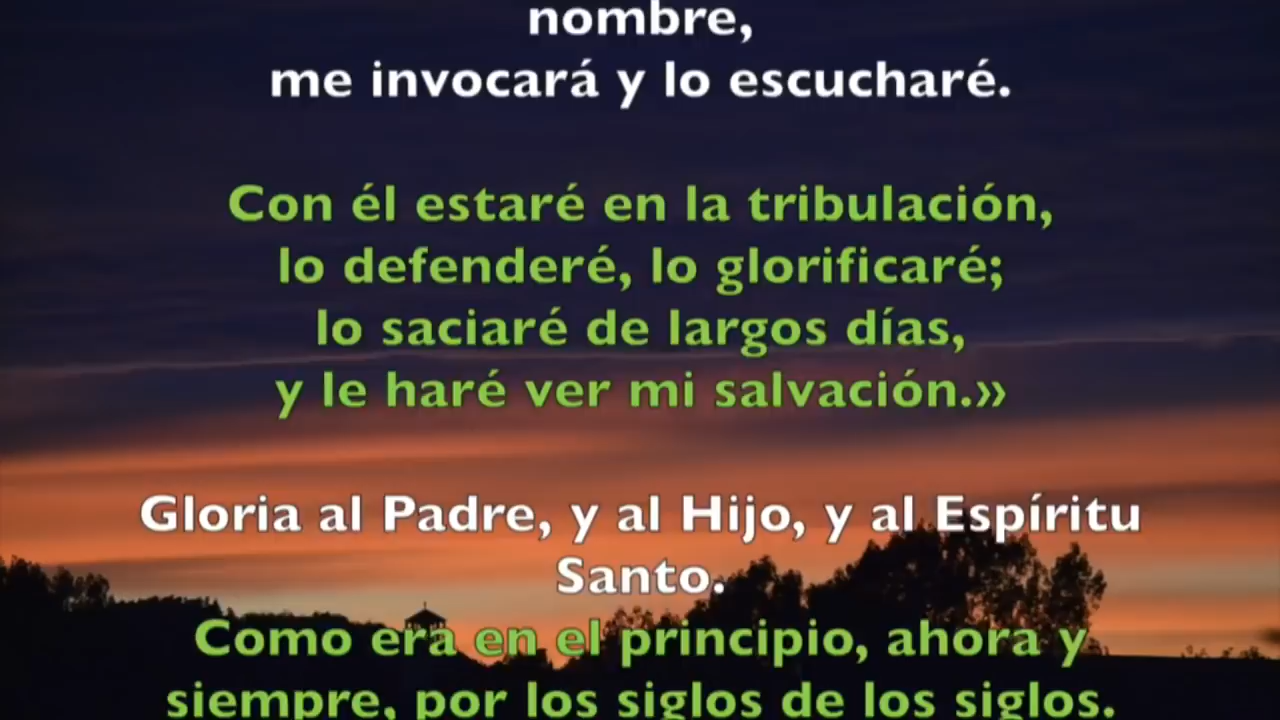 nombre,
me invocará y lo escucharé.
Con él estaré en la tribulación,
lo defenderé, lo glorificaré;
lo saciaré de largos días,
y le haré ver mi salvación.»
Gloria al Padre, y al Hijo, y al Espíritu
Santo.
Como era en el principio, ahora y
siempre, por los siglos de los siglos.